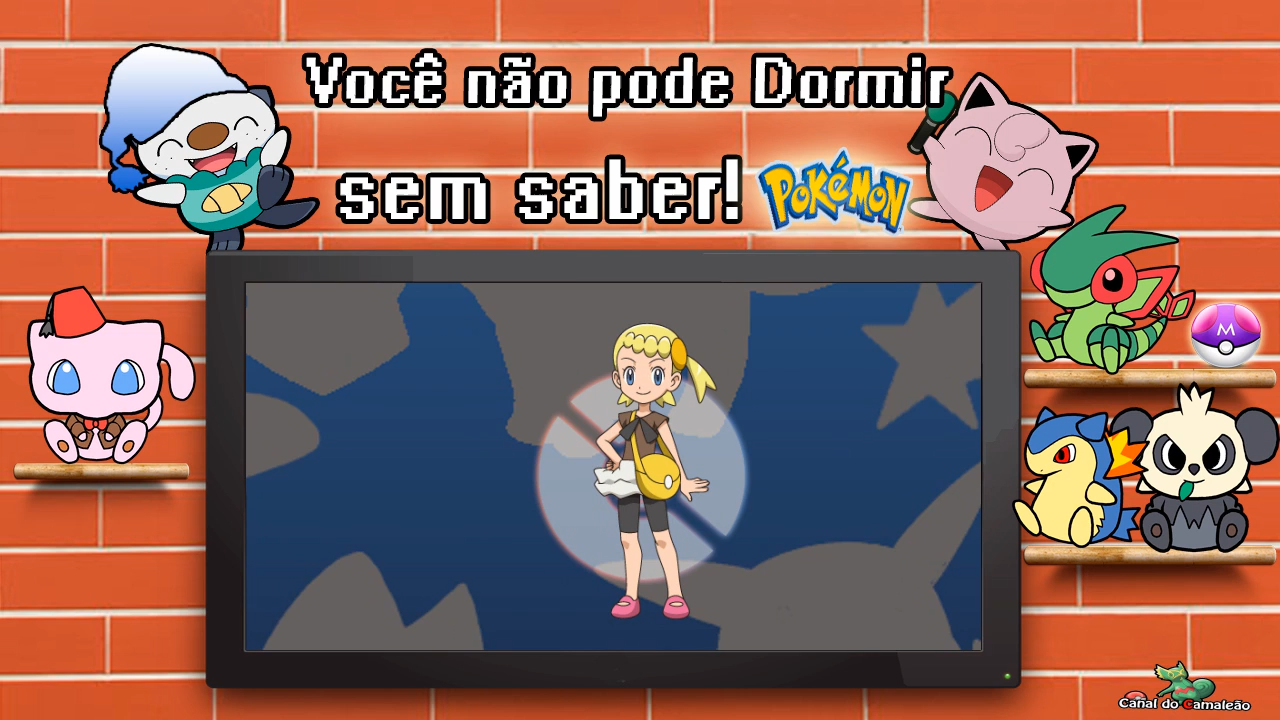 Você não pode Dormir
sem saber!
POKÉMON
M
Canal do Camaleão